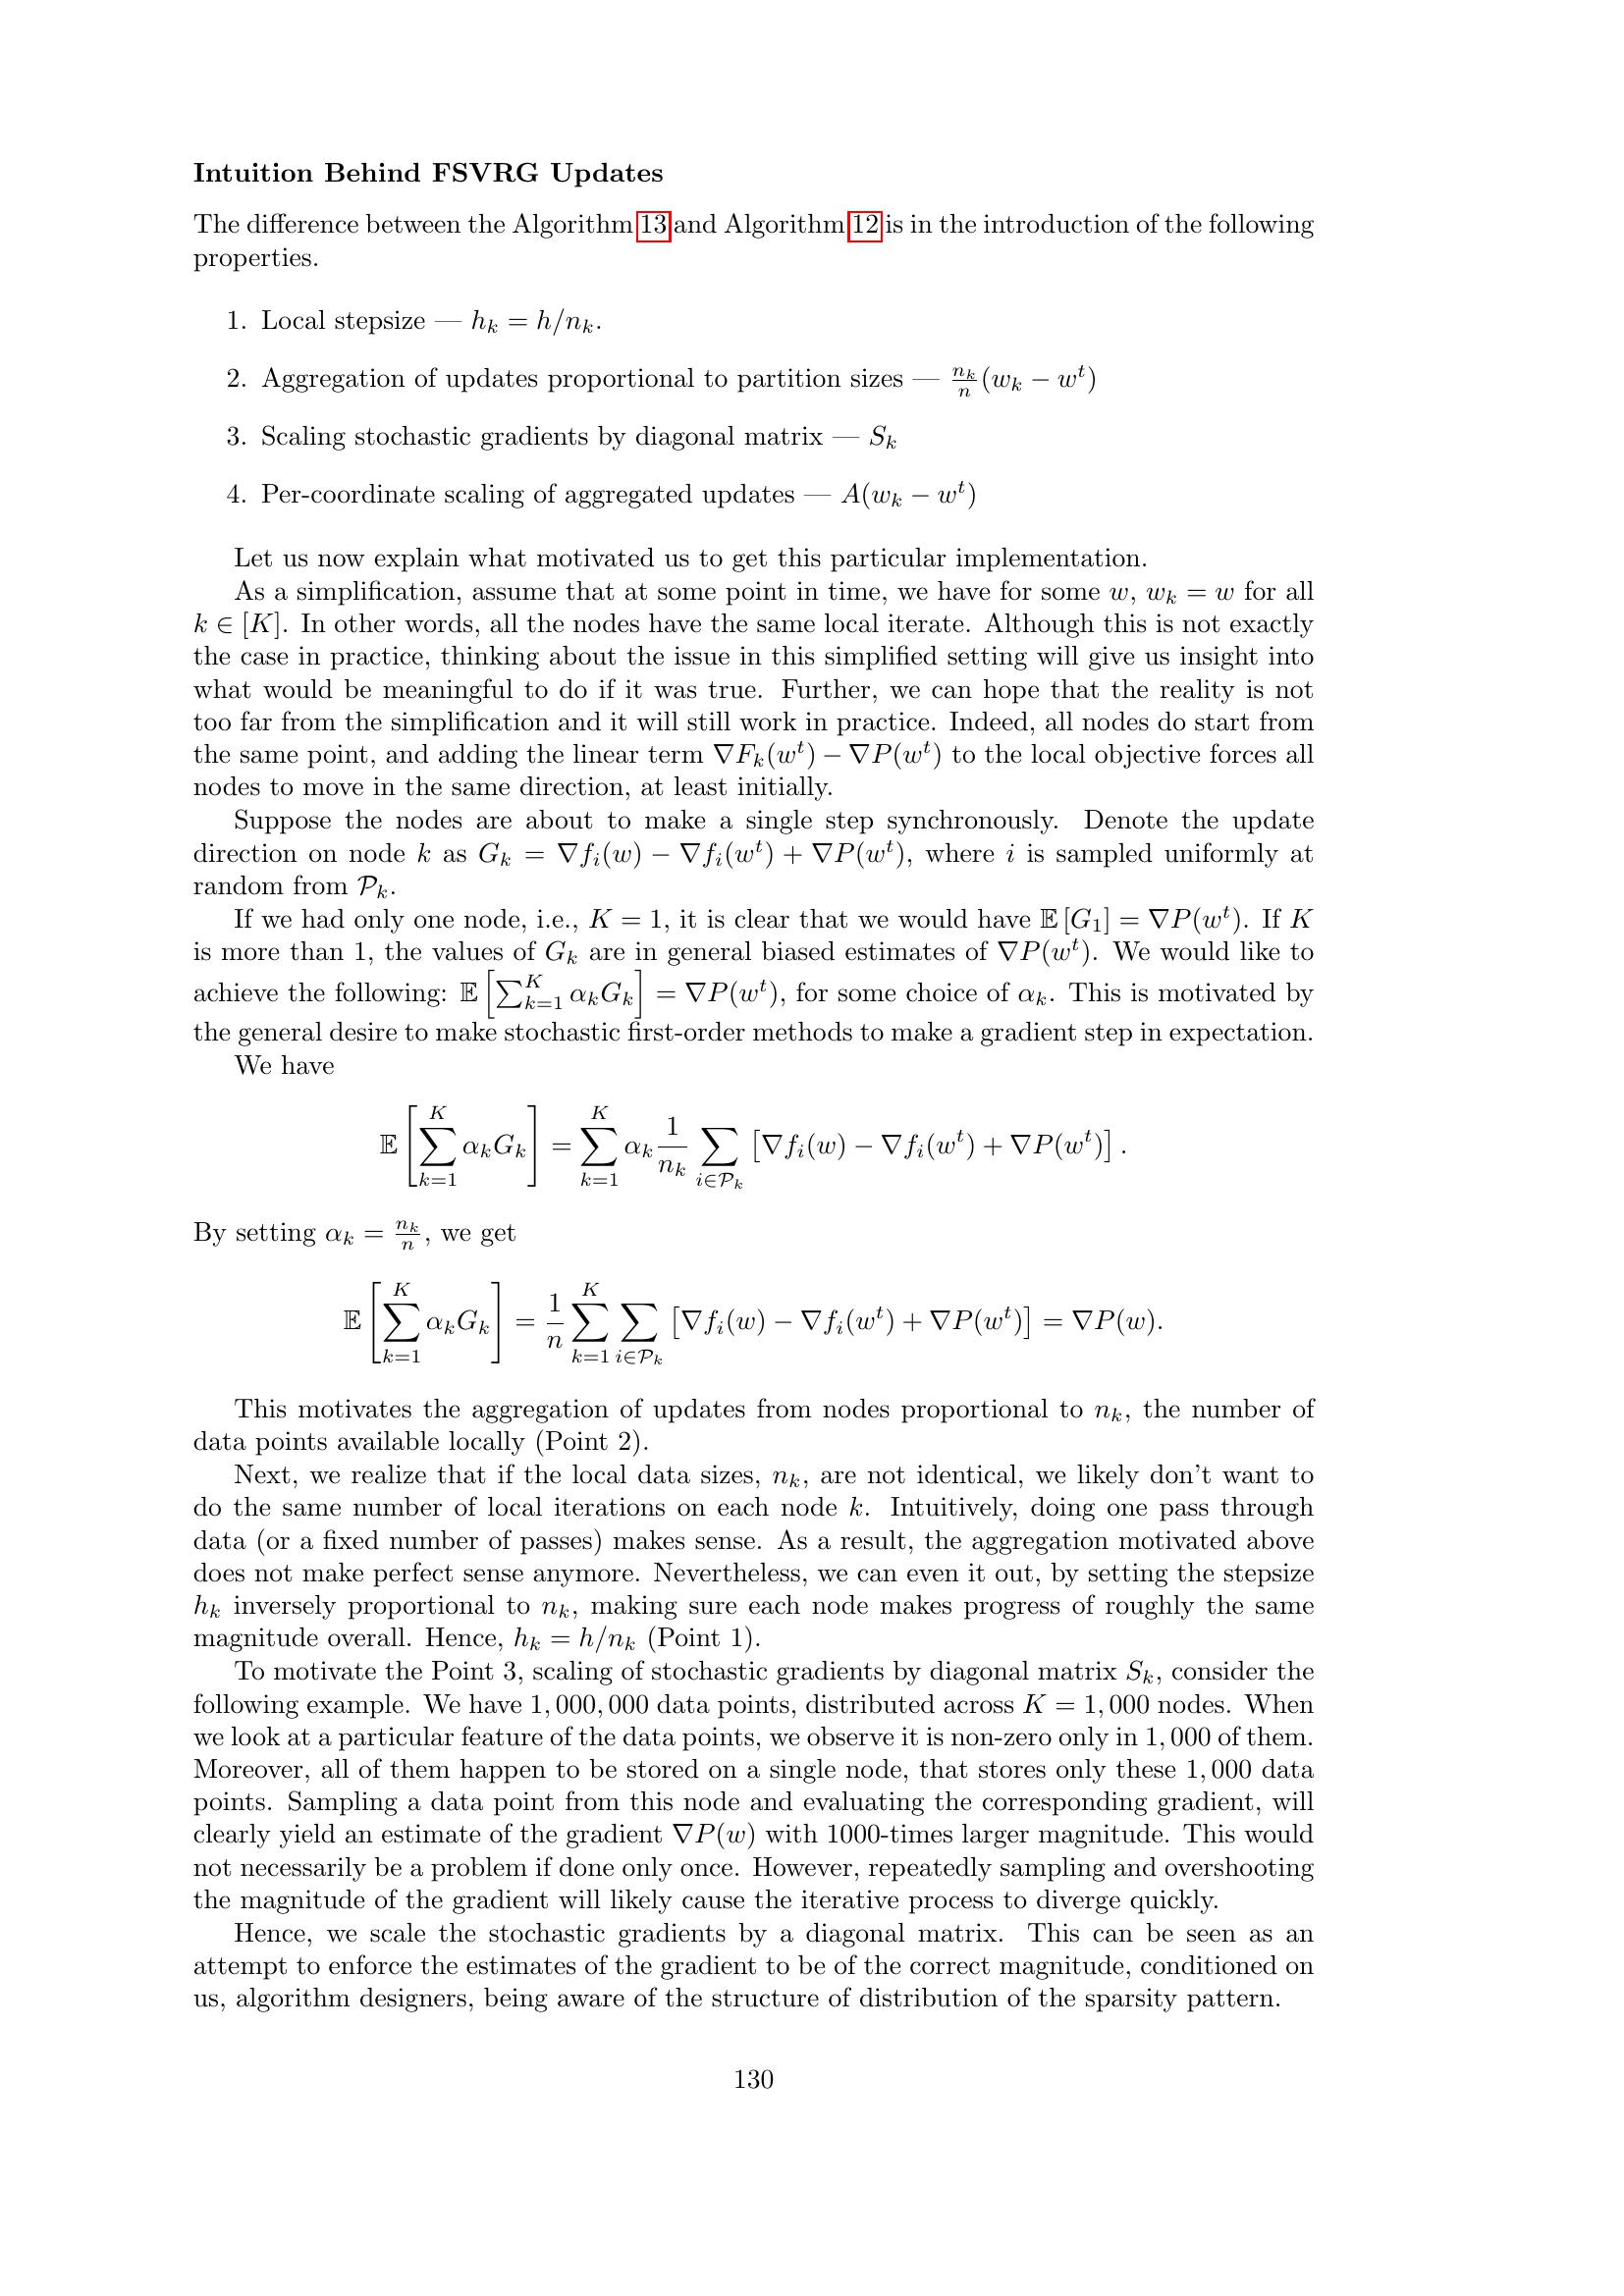 Intuition Behind FSVRG Updates
The difference between the Algorithm 13 and Algorithm 12 is in the introduction of the following
properties.
1. Local stepsize — $h_k = h/n_k$.
2. Aggregation of updates proportional to partition sizes — $\frac{n_k}{n}(w_k - w^t)$
3. Scaling stochastic gradients by diagonal matrix — $S_k$
4. Per-coordinate scaling of aggregated updates — $A(w_k - w^t)$
Let us now explain what motivated us to get this particular implementation.
As a simplification, assume that at some point in time, we have for some $w$, $w_k = w$ for all
$k \in [K]$. In other words, all the nodes have the same local iterate. Although this is not exactly
the case in practice, thinking about the issue in this simplified setting will give us insight into
what would be meaningful to do if it was true. Further, we can hope that the reality is not
too far from the simplification and it will still work in practice. Indeed, all nodes do start from
the same point, and adding the linear term $\nabla F_k(w^t) - \nabla P(w^t)$ to the local objective forces all
nodes to move in the same direction, at least initially.
Suppose the nodes are about to make a single step synchronously. Denote the update
direction on node $k$ as $G_k = \nabla f_i(w) - \nabla f_i(w^t) + \nabla P(w^t)$, where $i$ is sampled uniformly at
random from $\mathcal{P}_k$.
If we had only one node, i.e., $K = 1$, it is clear that we would have $\mathbb{E}[G_1] = \nabla P(w^t)$. If $K$
is more than 1, the values of $G_k$ are in general biased estimates of $\nabla P(w^t)$. We would like to
achieve the following: $\mathbb{E}\left[\sum_{k=1}^K \alpha_k G_k\right] = \nabla P(w^t)$, for some choice of $\alpha_k$. This is motivated by
the general desire to make stochastic first-order methods to make a gradient step in expectation.
We have
$\mathbb{E}\left[\sum_{k=1}^K \alpha_k G_k\right] = \sum_{k=1}^K \alpha_k \frac{1}{n_k} \sum_{i \in \mathcal{P}_k} \left[\nabla f_i(w) - \nabla f_i(w^t) + \nabla P(w^t)\right].$
By setting $\alpha_k = \frac{n_k}{n}$, we get
$\mathbb{E}\left[\sum_{k=1}^K \alpha_k G_k\right] = \frac{1}{n} \sum_{k=1}^K \sum_{i \in \mathcal{P}_k} \left[\nabla f_i(w) - \nabla f_i(w^t) + \nabla P(w^t)\right] = \nabla P(w).$
This motivates the aggregation of updates from nodes proportional to $n_k$, the number of
data points available locally (Point 2).
Next, we realize that if the local data sizes, $n_k$, are not identical, we likely don't want to
do the same number of local iterations on each node $k$. Intuitively, doing one pass through
data (or a fixed number of passes) makes sense. As a result, the aggregation motivated above
does not make perfect sense anymore. Nevertheless, we can even it out, by setting the stepsize
$h_k$ inversely proportional to $n_k$, making sure each node makes progress of roughly the same
magnitude overall. Hence, $h_k = h/n_k$ (Point 1).
To motivate the Point 3, scaling of stochastic gradients by diagonal matrix $S_k$, consider the
following example. We have 1, 000, 000 data points, distributed across $K = 1, 000$ nodes. When
we look at a particular feature of the data points, we observe it is non-zero only in 1, 000 of them.
Moreover, all of them happen to be stored on a single node, that stores only these 1, 000 data
points. Sampling a data point from this node and evaluating the corresponding gradient, will
clearly yield an estimate of the gradient $\nabla P(w)$ with 1000-times larger magnitude. This would
not necessarily be a problem if done only once. However, repeatedly sampling and overshooting
the magnitude of the gradient will likely cause the iterative process to diverge quickly.
Hence, we scale the stochastic gradients by a diagonal matrix. This can be seen as an
attempt to enforce the estimates of the gradient to be of the correct magnitude, conditioned on
us, algorithm designers, being aware of the structure of distribution of the sparsity pattern.
130